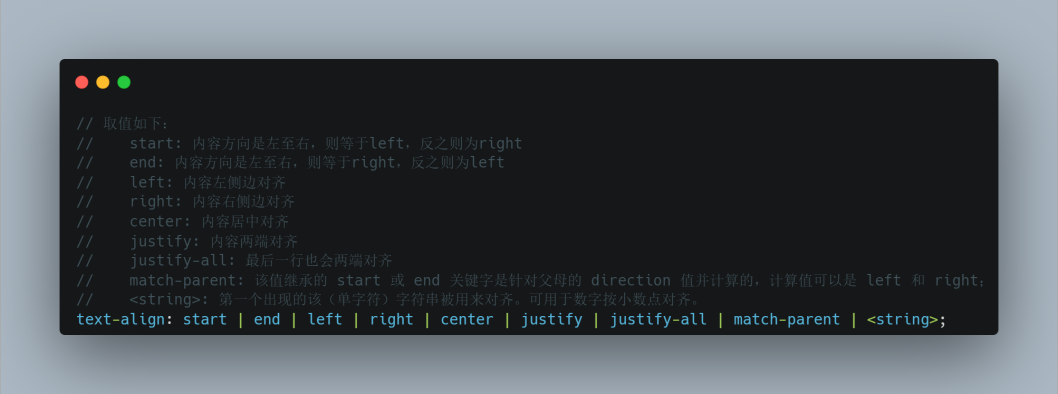 // 取值如下:
//    start: 内容方向是左至右，则等于left，反之则为right
//    end: 内容方向是左至右，则等于right，反之则为left
//    left: 内容左侧边对齐
//    right: 内容右侧边对齐
//    center: 内容居中对齐
//    justify: 内容两端对齐
//    justify-all: 最后一行也会两端对齐
//    match-parent: 该值继承的 start 或 end 关键字是针对父母的 direction 值并计算的，计算值可以是 left 和 right;
//    <string>: 第一个出现的该（单字符）字符串被用来对齐。可用于数字按小数点对齐。
text-align: start | end | left | right | center | justify | justify-all | match-parent | <string>;